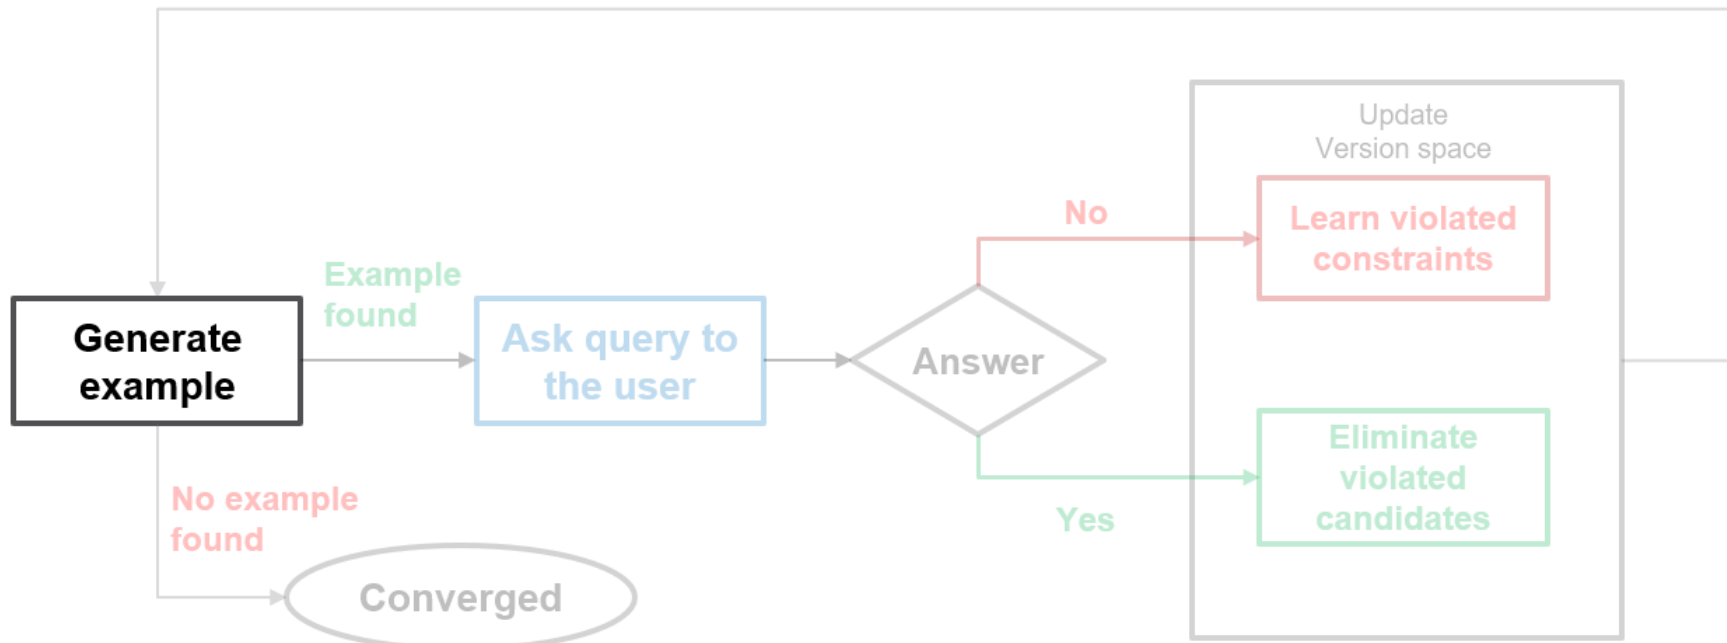 Update
Version space
No
Learn violated
constraints
Example
found
Generate
example
Ask query to
the user
Answer
Eliminate
violated
candidates
Yes
No example
found
Converged